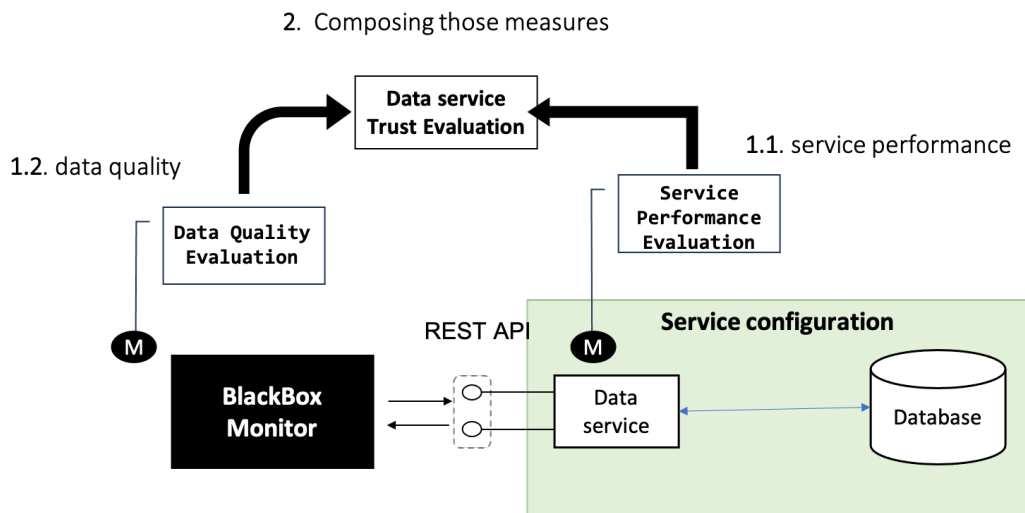 2. Composing those measures
Data service
Trust Evaluation
1.1. service performance
1.2. data quality
Service
Performance
Evaluation
Data Quality
Evaluation
REST API
Service configuration
M
M
BlackBox
Monitor
Data
service
Database